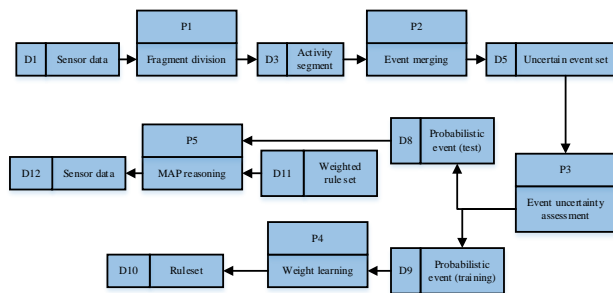 P1
P2
D1 Sensor data
Fragment division
D3 Activity
segment
Event merging
D5 Uncertain event set
P5
D8 Probabilistic
event (test)
P3
D12 Sensor data
MAP reasoning
D11 Weighted
rule set
Event uncertainty
assessment
P4
D10 Ruleset
Weight learning
D9 Probabilistic
event (training)